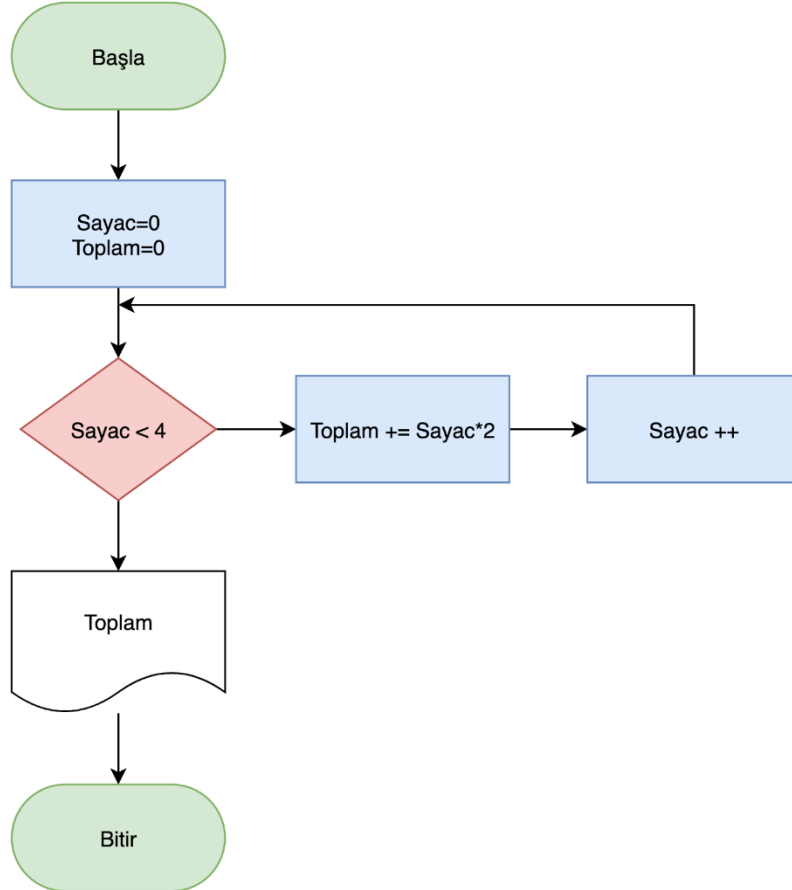 Başla
Sayac=0
Toplam=0
Sayac < 4
Toplam += Sayac*2
Sayac ++
Toplam
Bitir